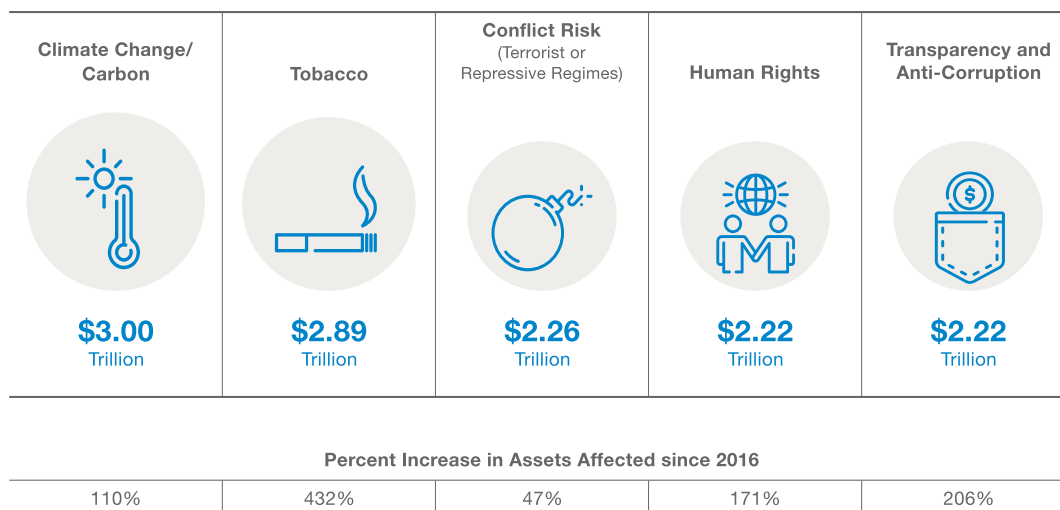 Climate Change/
Carbon
Tobacco
Conflict Risk
(Terrorist or
Repressive Regimes)
Human Rights
Transparency and
Anti-Corruption
$
$3.00
Trillion
$2.89
Trillion
$2.26
Trillion
$2.22
Trillion
$2.22
Trillion
Percent Increase in Assets Affected since 2016
110%
432%
47%
171%
206%